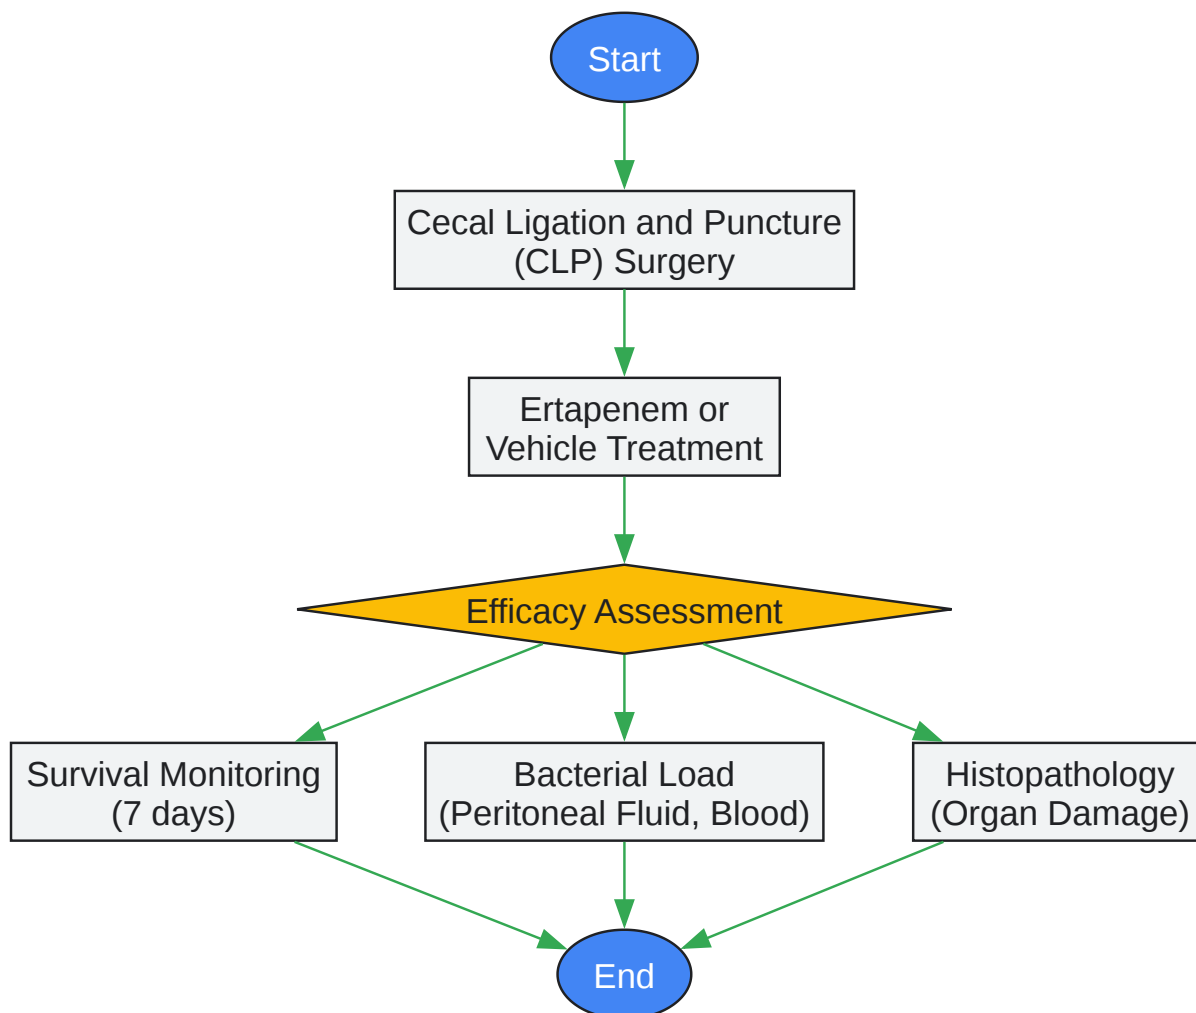 Start
Cecal Ligation and Puncture
(CLP) Surgery
Ertapenem or
Vehicle Treatment
Efficacy Assessment
Survival Monitoring
(7 days)
Bacterial Load
(Peritoneal Fluid, Blood)
Histopathology
(Organ Damage)
End